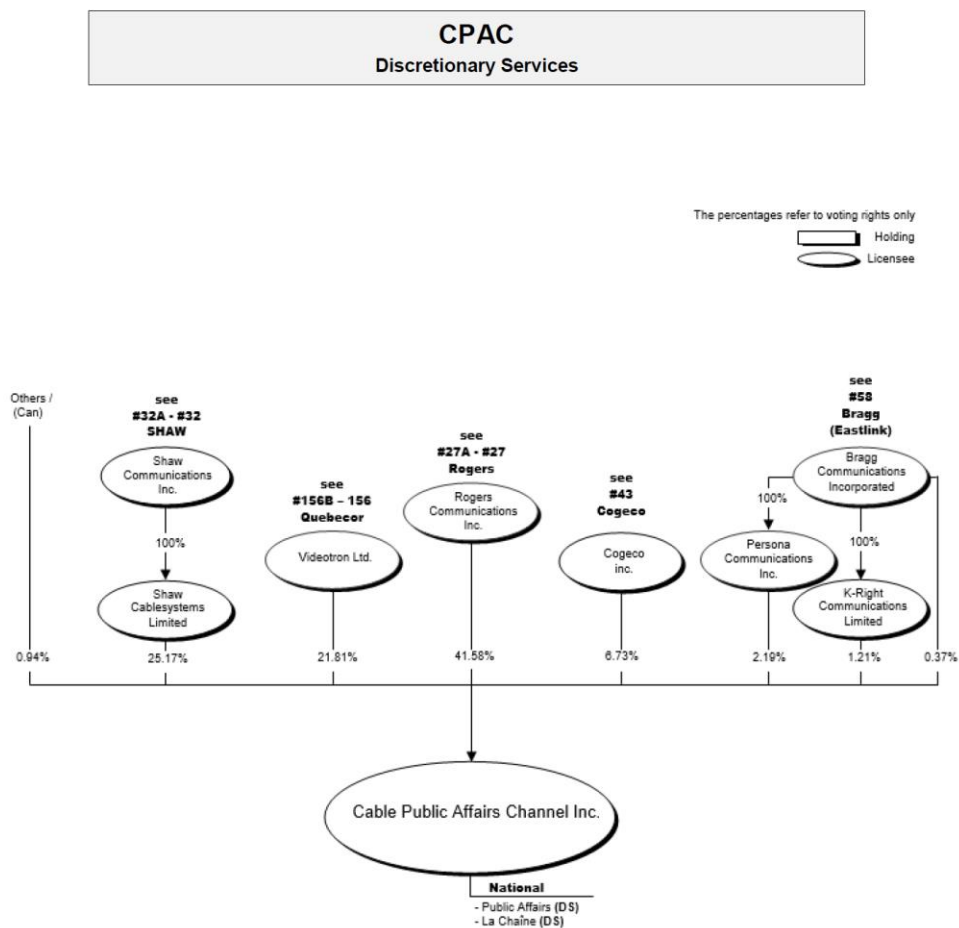 CPAC
Discretionary Services
The percentages refer to voting rights only
Holding
Licensee
Others /
(Can)
see
#32A - #32
SHAW
Shaw
Communications
Inc.
100%
Shaw
Cablesystems
Limited
see
#156B – 156
Quebecor
Videotron Ltd.
see
#27A - #27
Rogers
Rogers
Communications
Inc.
see
#43
Cogeco
Cogeco
inc.
see
#58
Bragg
(Eastlink)
Bragg
Communications
Incorporated
100%
Persona
Communications
Inc.
100%
K-Right
Communications
Limited
0.94%
25.17%
21.81%
41.58%
6.73%
2.19%
1.21%
0.37%
Cable Public Affairs Channel Inc.
National
- Public Affairs (DS)
- La Chaîne (DS)